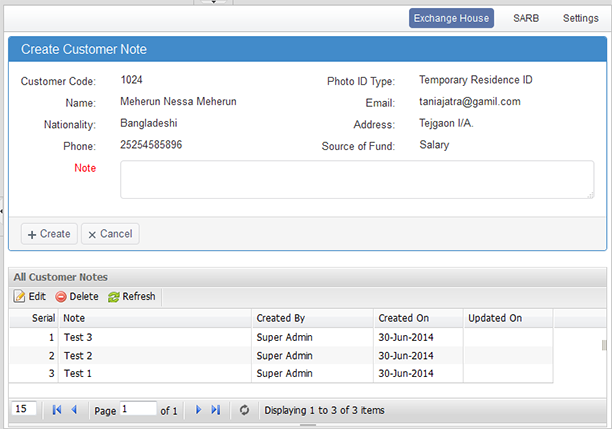 Exchange House SARB Settings
Create Customer Note
Customer Code: 1024 Photo ID Type: Temporary Residence ID
Name: Meherun Nessa Meherun Email: taniajatra@gamil.com
Nationality: Bangladeshi Address: Tejgaon I/A.
Phone: 25254585896 Source of Fund: Salary
Note
+ Create × Cancel
All Customer Notes
Edit Delete Refresh
Serial Note Created By Created On Updated On
1 Test 3 Super Admin 30-Jun-2014
2 Test 2 Super Admin 30-Jun-2014
3 Test 1 Super Admin 30-Jun-2014
15 Page 1 of 1 Displaying 1 to 3 of 3 items